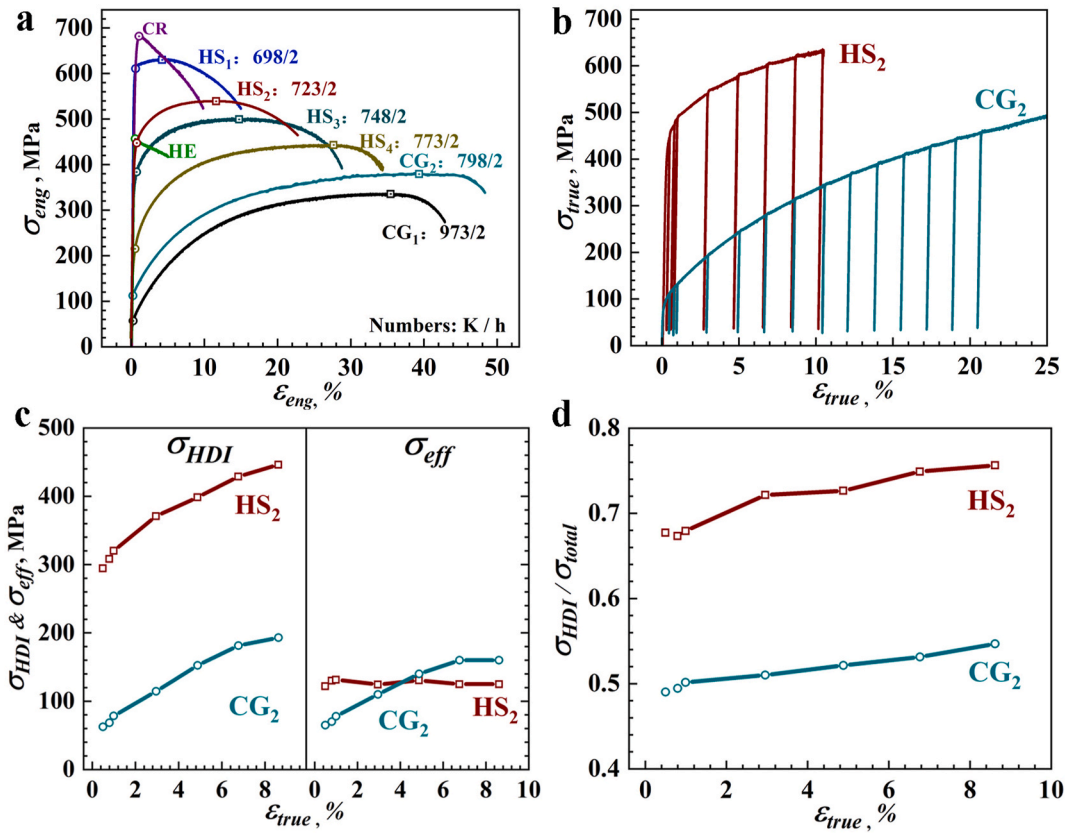 a
700
600
500
400
300
200
100
0
σeng, MPa
CR
HS1：698/2
HS2：723/2
HS3：748/2
HS4：773/2
CG2：798/2
HE
CG1：973/2
Numbers: K / h
0 10 20 30 40 50
εeng, %
b
700
600
500
400
300
200
100
0
σtrue, MPa
HS2
CG2
0 5 10 15 20 25
εtrue, %
c
500
400
300
200
100
0
σHDI & σeff, MPa
σHDI
σeff
HS2
CG2
CG2
HS2
0 2 4 6 8 0 2 4 6 8 10
εtrue, %
d
0.8
0.7
0.6
0.5
0.4
σHDI / σtotal
HS2
CG2
0 2 4 6 8 10
εtrue, %